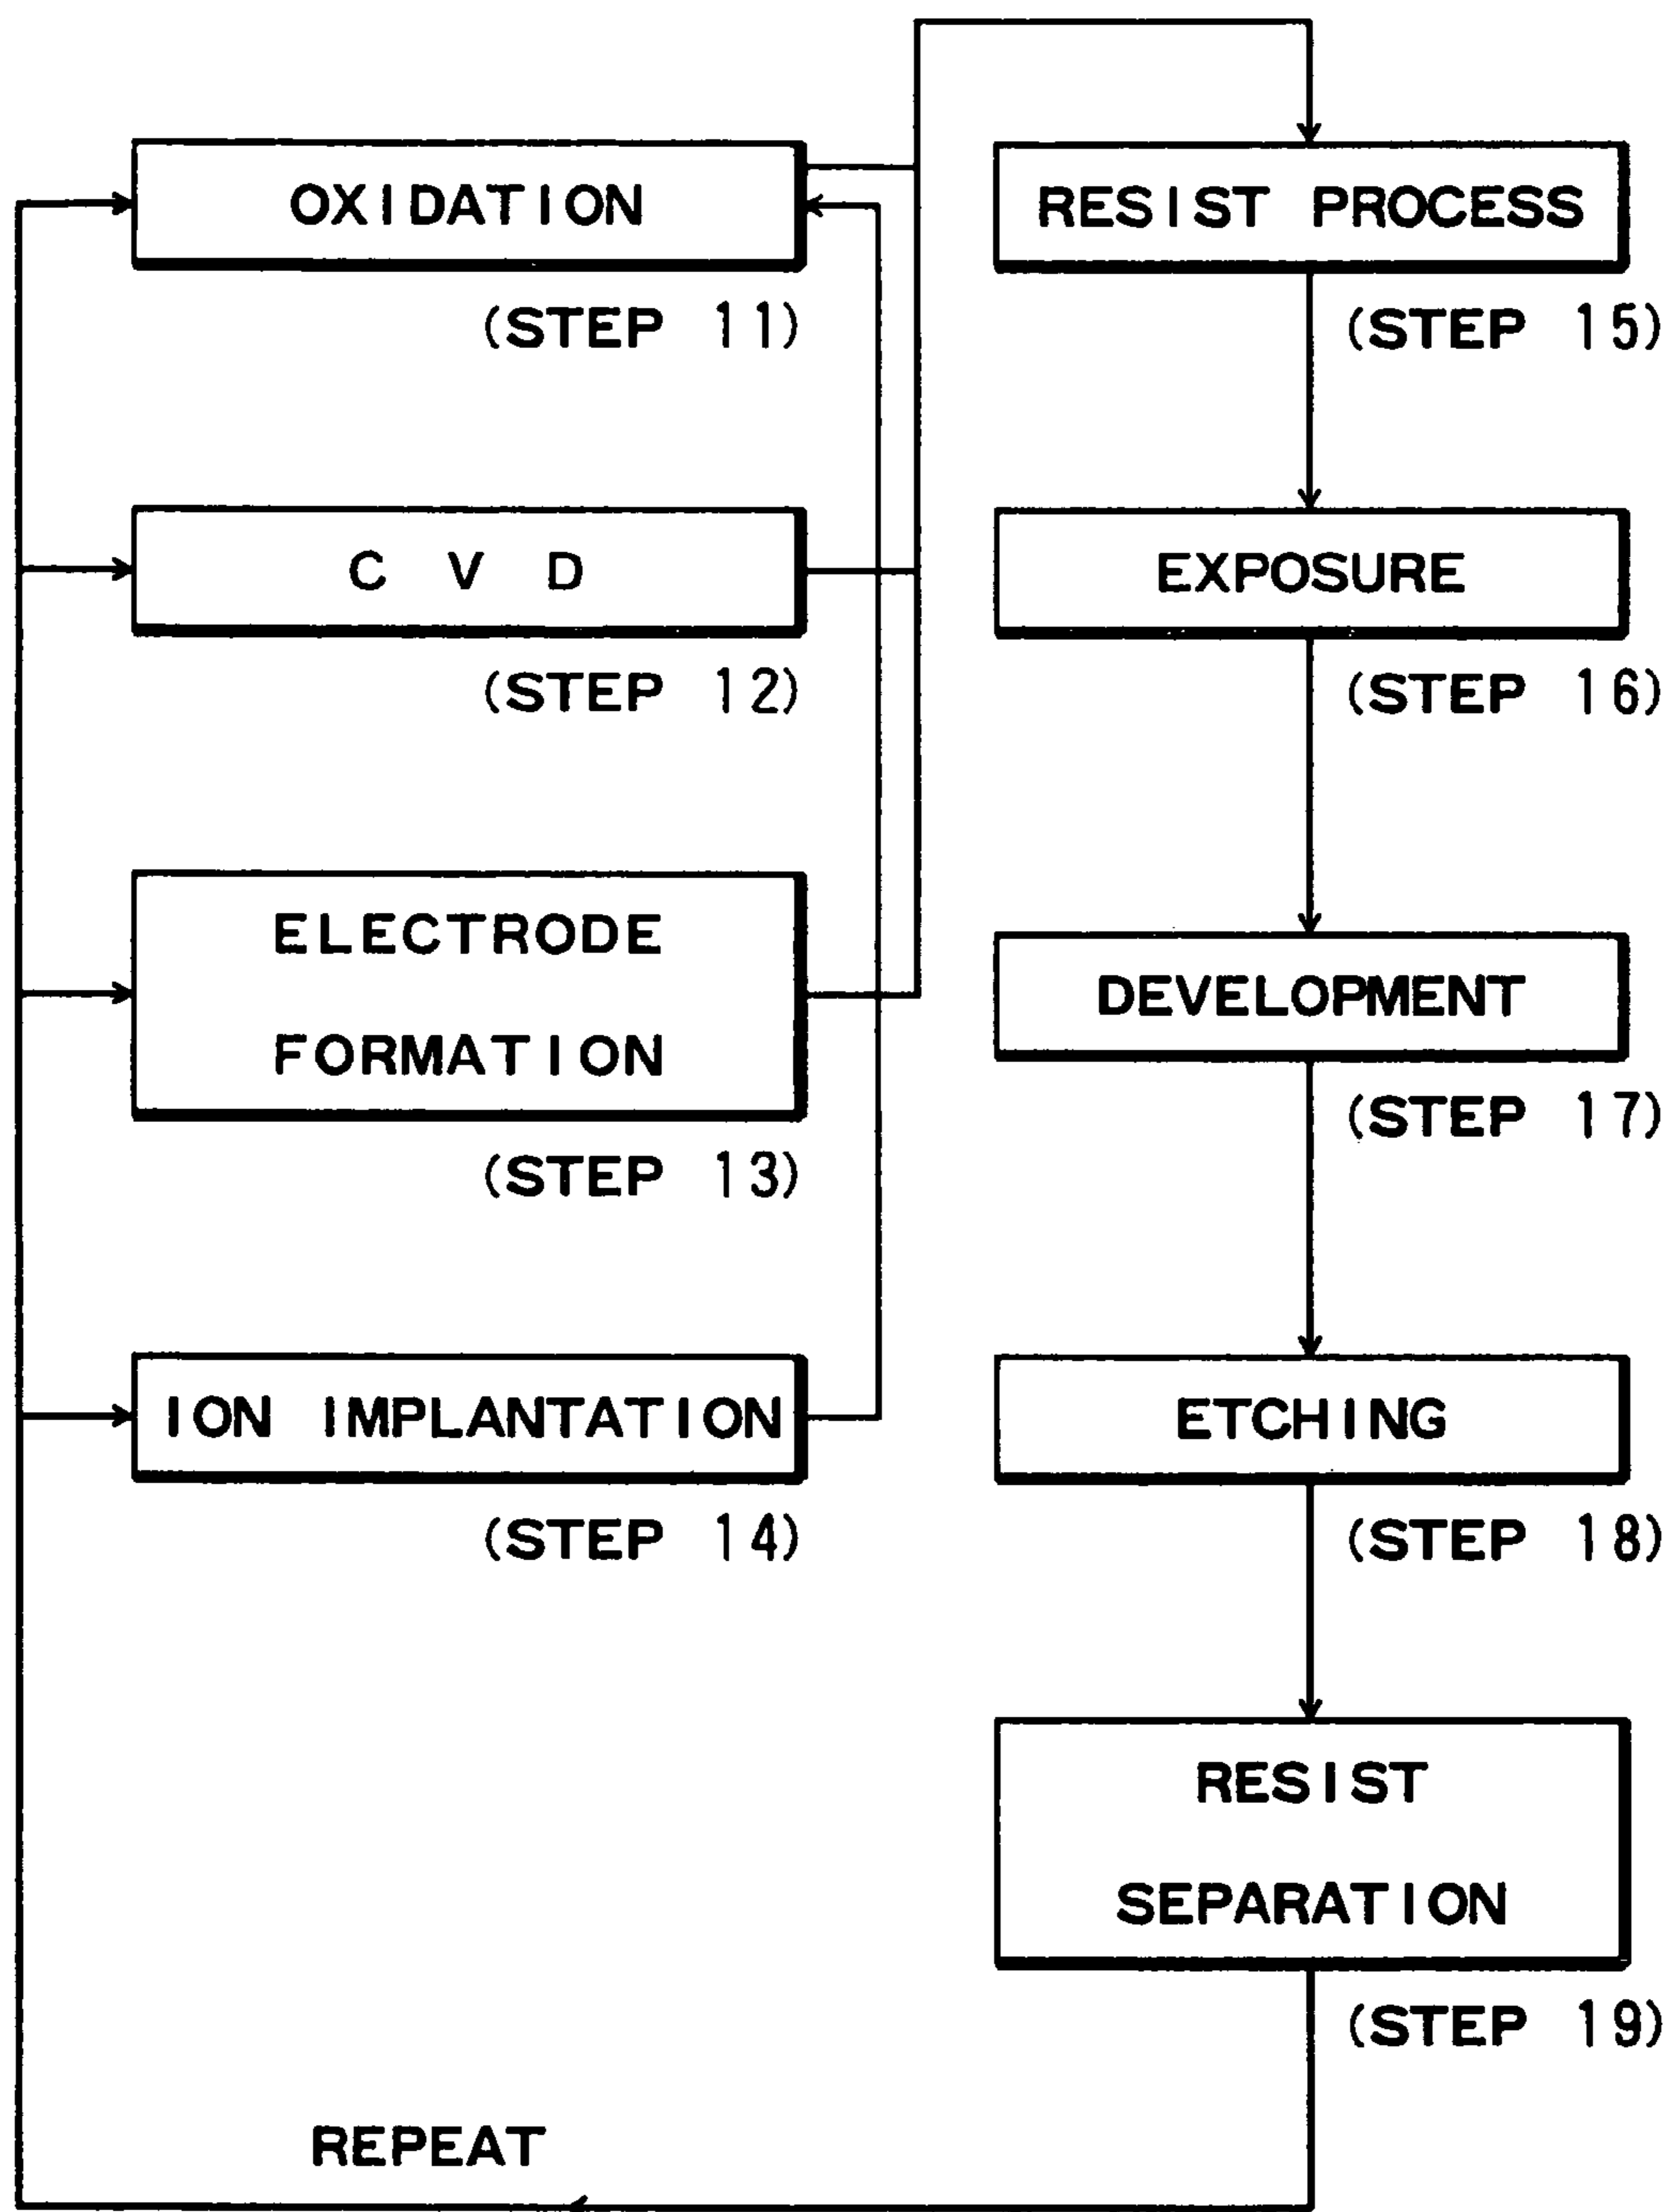 OXIDATION
(STEP 11)
C V D
(STEP 12)
ELECTRODE
FORMATION
(STEP 13)
ION IMPLANTATION
(STEP 14)
RESIST PROCESS
(STEP 15)
EXPOSURE
(STEP 16)
DEVELOPMENT
(STEP 17)
ETCHING
(STEP 18)
RESIST
SEPARATION
(STEP 19)
REPEAT